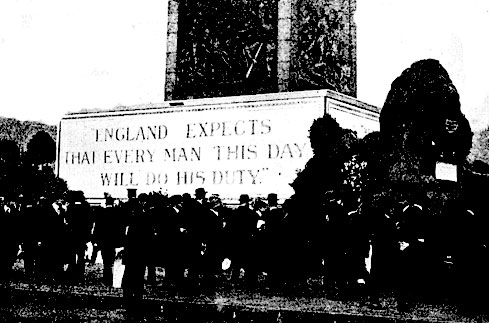 "ENGLAND EXPECTS
THAT EVERY MAN THIS DAY
WILL DO HIS DUTY."